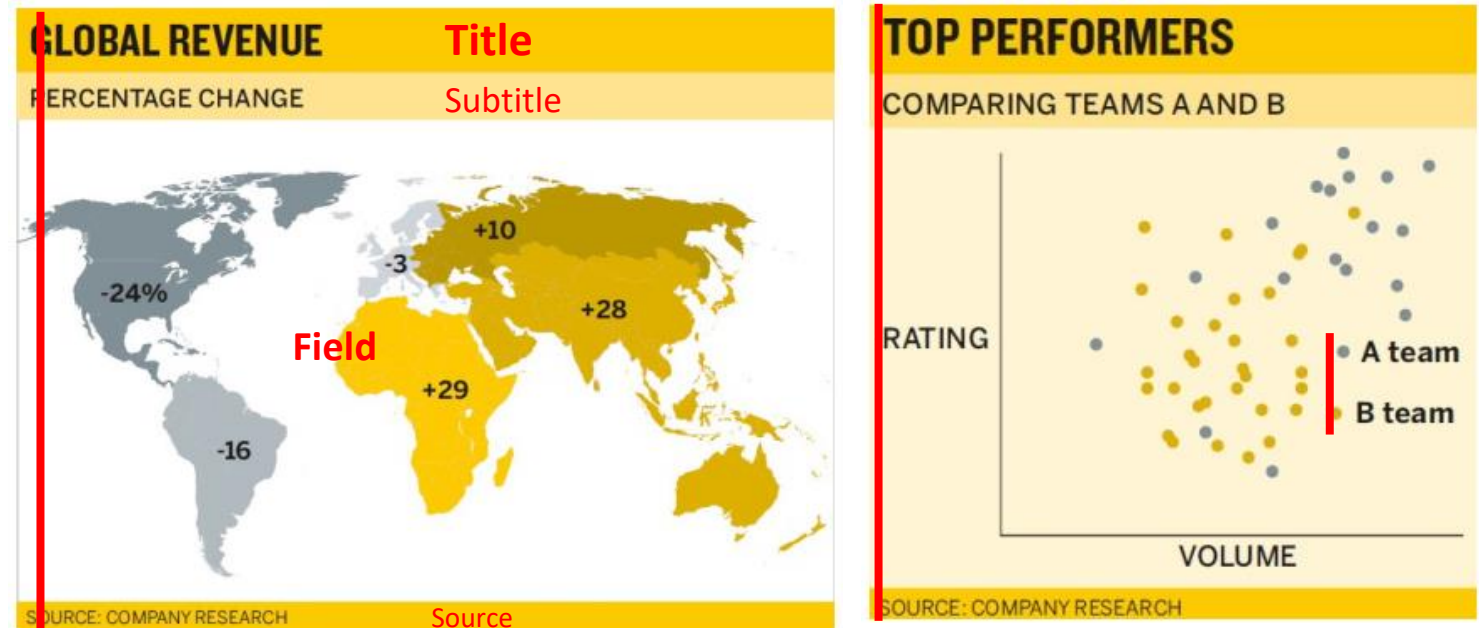 GLOBAL REVENUE Title
PERCENTAGE CHANGE Subtitle
+10
-3
-24%
+28
Field
+29
-16
SOURCE: COMPANY RESEARCH Source
TOP PERFORMERS
COMPARING TEAMS A AND B
RATING
A team
B team
VOLUME
SOURCE: COMPANY RESEARCH